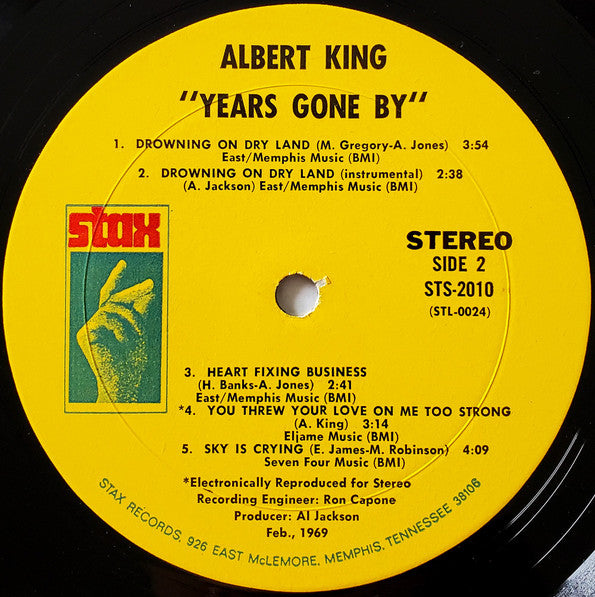 ALBERT KING
"YEARS GONE BY"
1. DROWNING ON DRY LAND (M. Gregory-A. Jones) 3:54
East/Memphis Music (BMI)
2. DROWNING ON DRY LAND (instrumental) 2:38
(A. Jackson) East/Memphis Music (BMI)
stax
STEREO
SIDE 2
STS-2010
(STL-0024)
3. HEART FIXING BUSINESS
(H. Banks-A. Jones) 2:41
East/Memphis Music (BMI)
*4. YOU THREW YOUR LOVE ON ME TOO STRONG
(A. King) 3:14
Eljame Music (BMI)
5. SKY IS CRYING (E. James-M. Robinson) 4:09
Seven Four Music (BMI)
*Electronically Reproduced for Stereo
Recording Engineer: Ron Capone
Producer: Al Jackson
Feb., 1969
STAX RECORDS, 926 EAST McLEMORE, MEMPHIS, TENNESSEE 38106